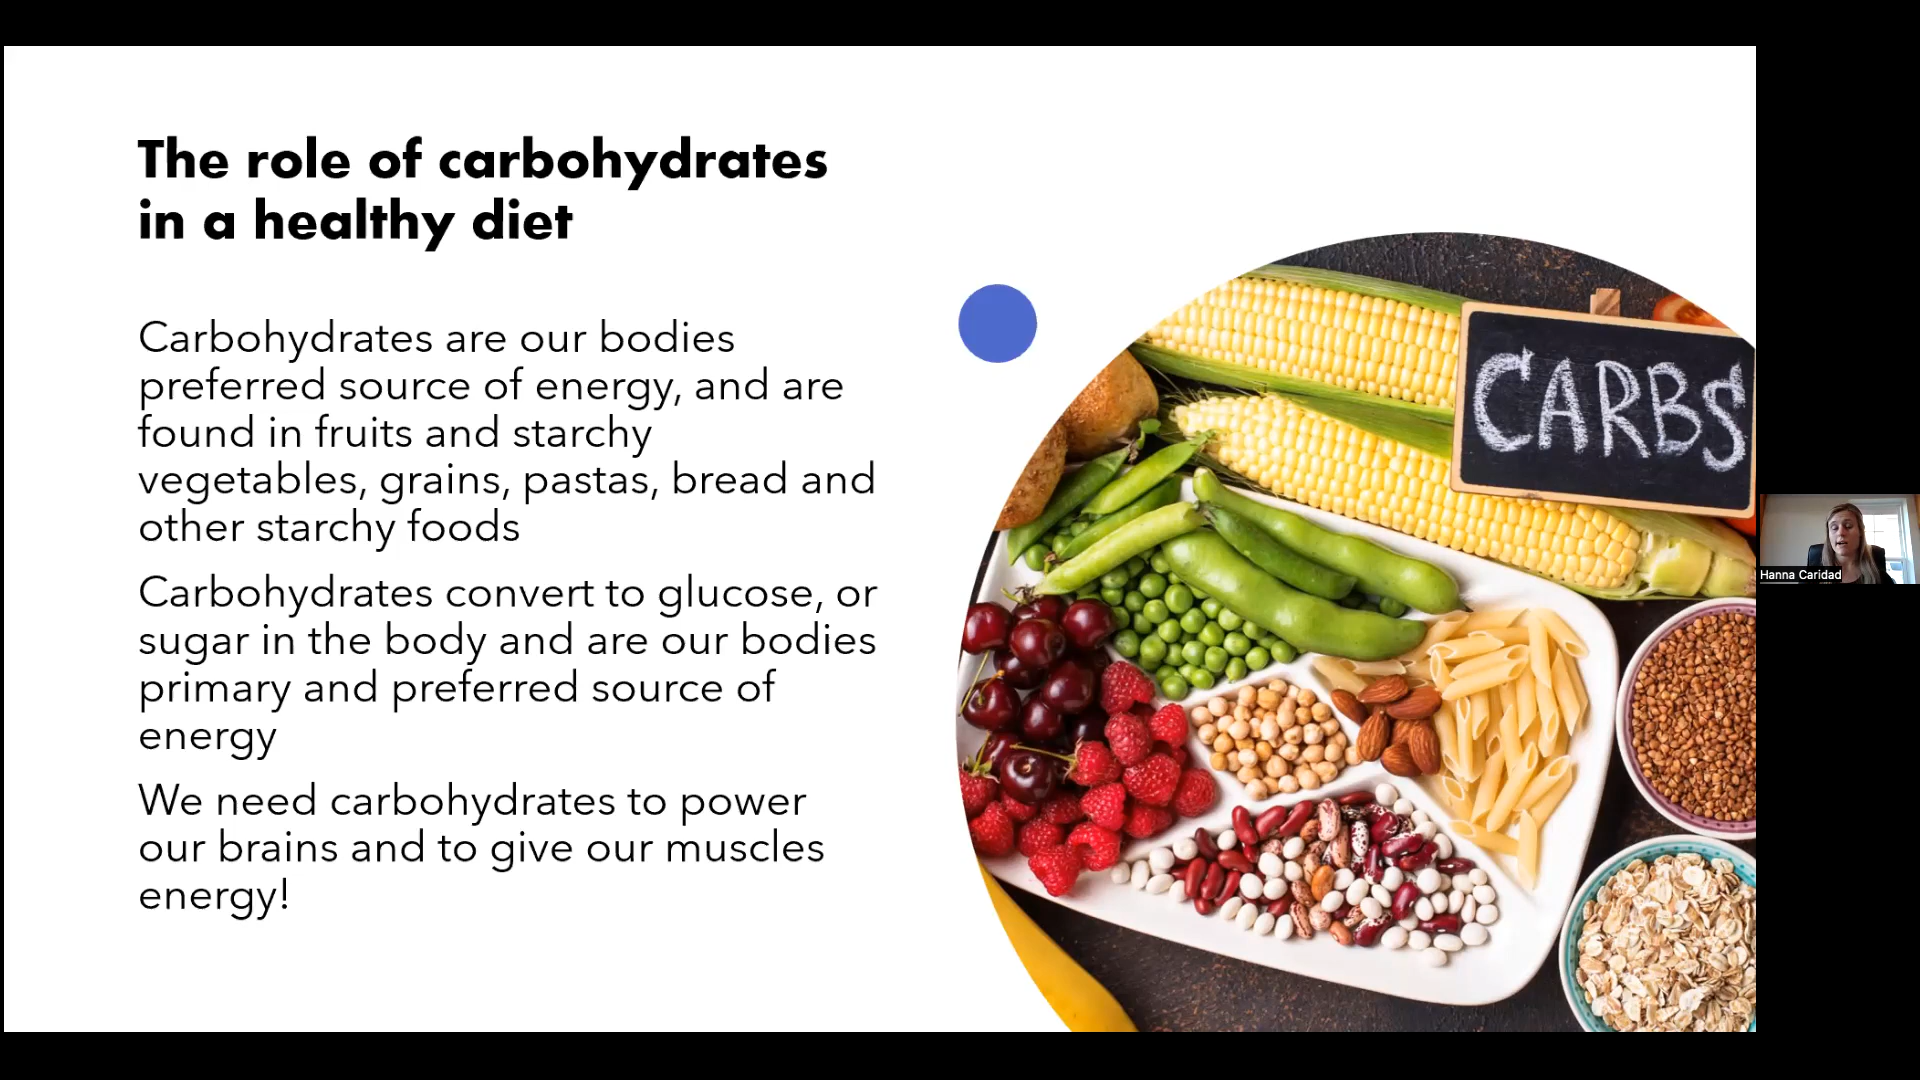 The role of carbohydrates
in a healthy diet
Carbohydrates are our bodies
preferred source of energy, and are
found in fruits and starchy
vegetables, grains, pastas, bread and
other starchy foods
Carbohydrates convert to glucose, or
sugar in the body and are our bodies
primary and preferred source of
energy
We need carbohydrates to power
our brains and to give our muscles
energy!
CARBS
Hanna Caridad